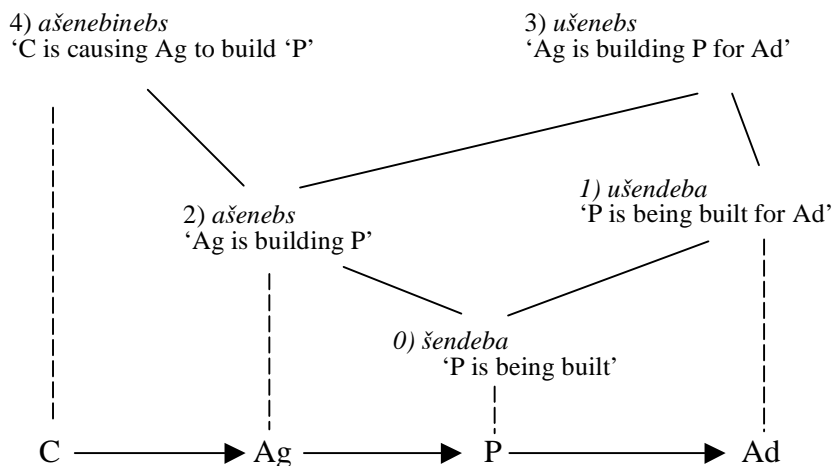 4) ašenebinebs
‘C is causing Ag to build ‘P’
3) ušenebs
‘Ag is building P for Ad’
2) ašenebs
‘Ag is building P’
1) ušendeba
‘P is being built for Ad’
0) šendeba
‘P is being built’
C Ag P Ad